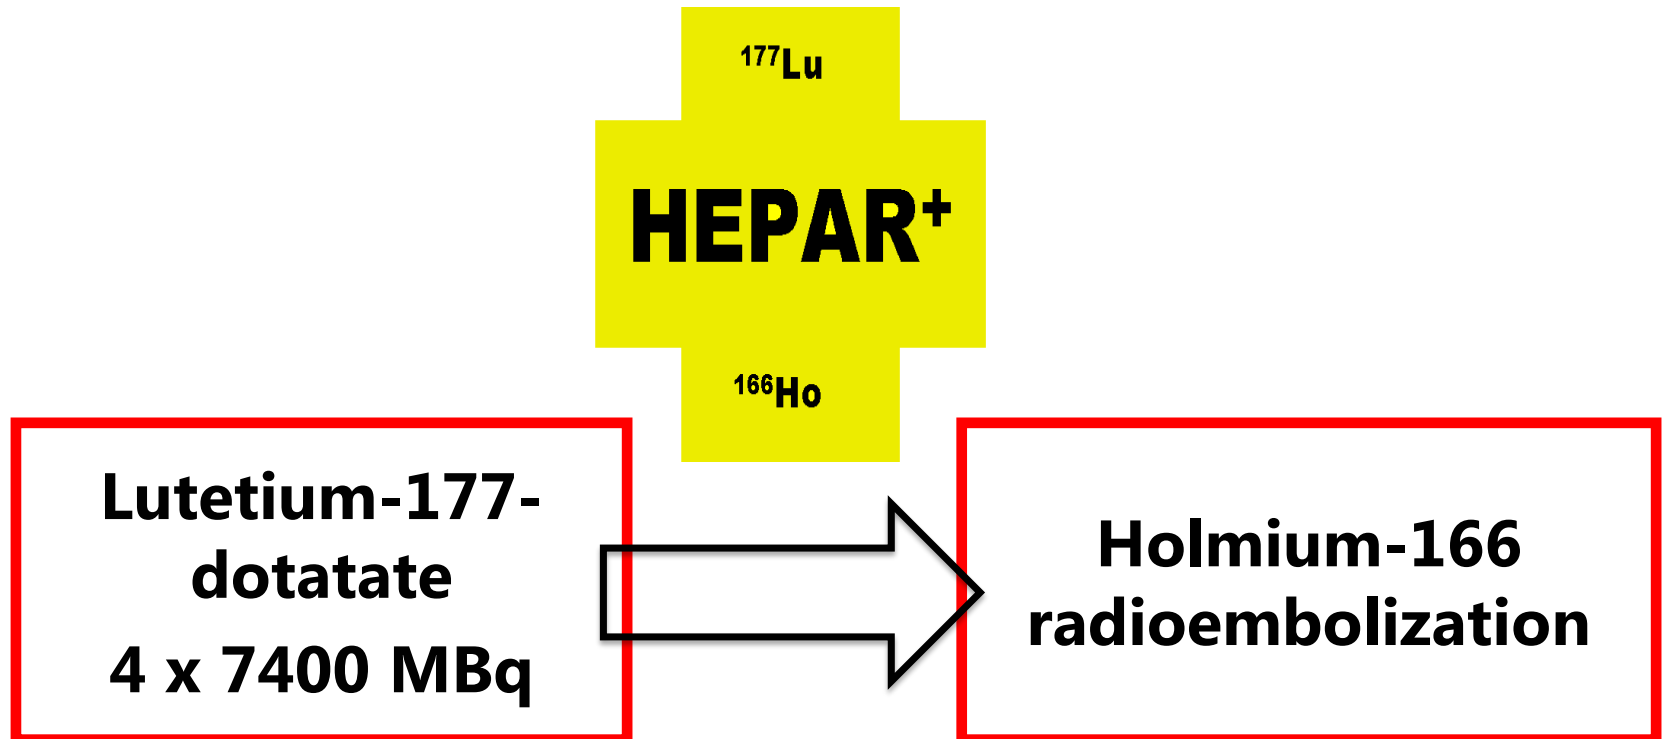 ¹⁷⁷Lu
HEPAR⁺
¹⁶⁶Ho
Lutetium-177-
dotatate
4 x 7400 MBq
Holmium-166
radioembolization